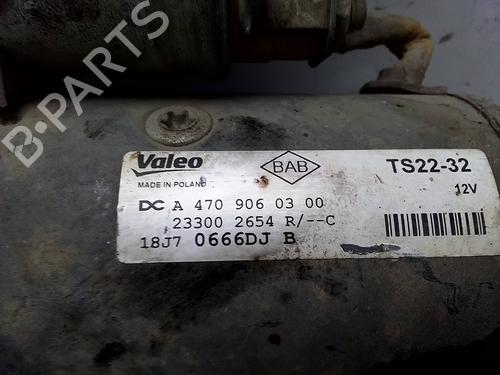 Valeo
MADE IN POLAND
BAB
TS22-32
12V
DC A 470 906 03 00
23300 2654 R/--C
18J7 0666DJ B
B-PARTS